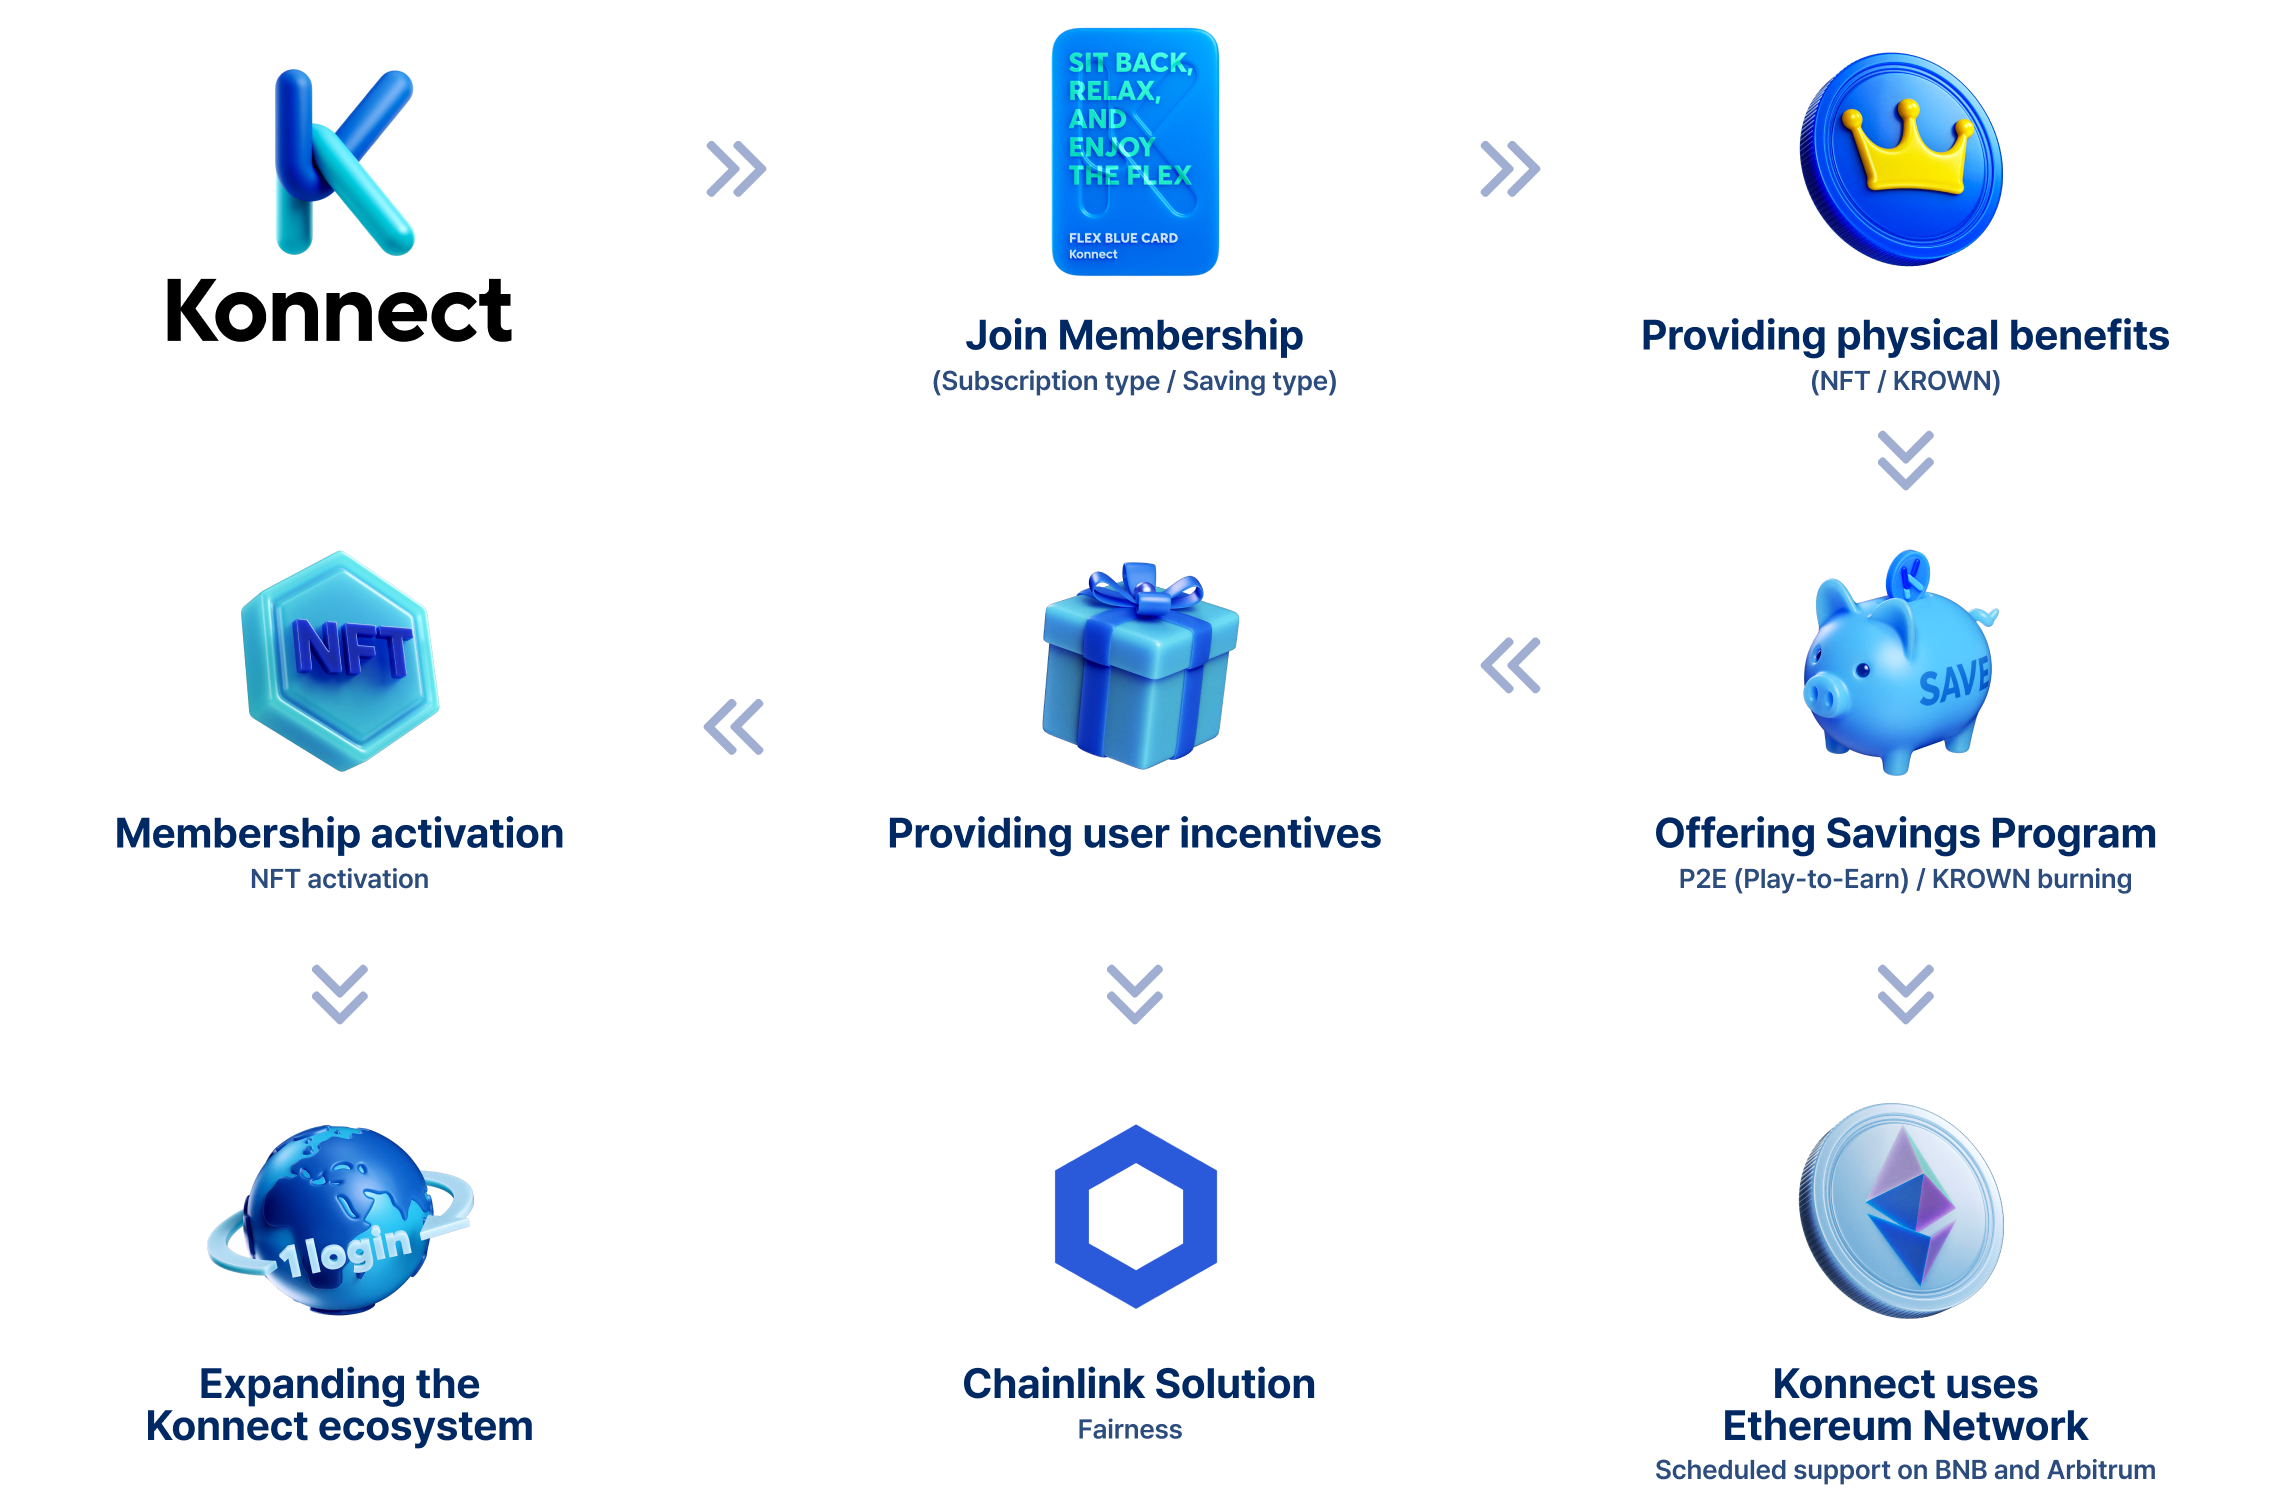 Konnect
SIT BACK,
RELAX,
AND
ENJOY
THE FLEX
FLEX BLUE CARD
Konnect
Join Membership
(Subscription type / Saving type)
Providing physical benefits
(NFT / KROWN)
NFT
Membership activation
NFT activation
Providing user incentives
SAVE
Offering Savings Program
P2E (Play-to-Earn) / KROWN burning
1 login
Expanding the
Konnect ecosystem
Chainlink Solution
Fairness
Konnect uses
Ethereum Network
Scheduled support on BNB and Arbitrum